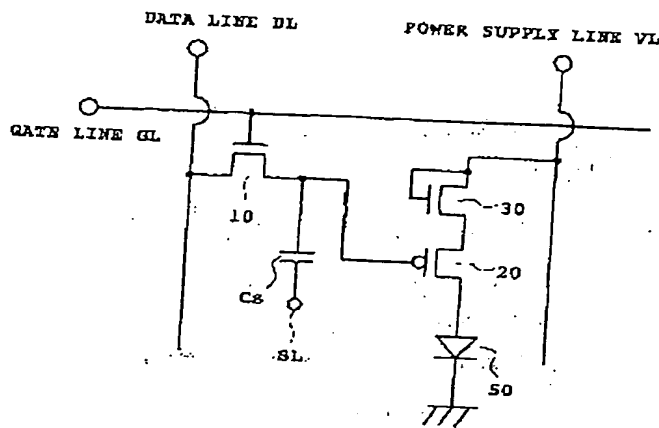 DATA LINE DL
POWER SUPPLY LINE VL
GATE LINE GL
10
30
20
Cs
SL
50